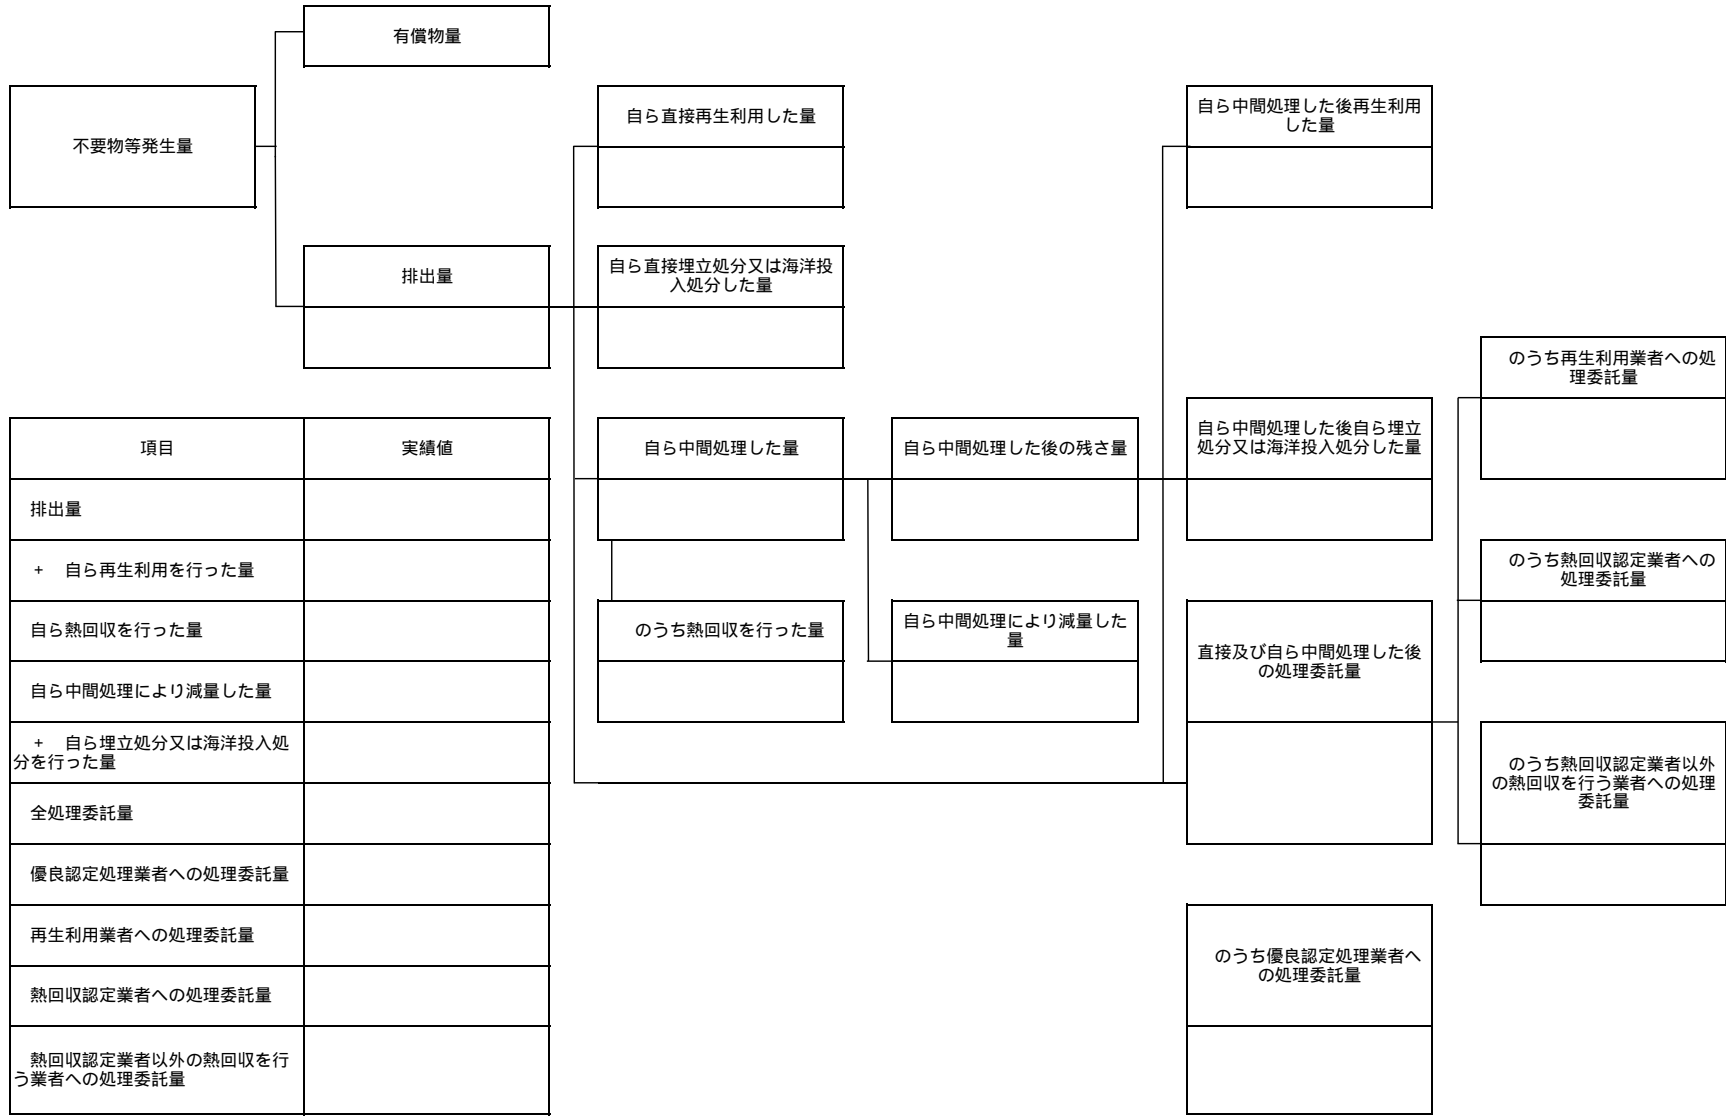 有償物量
不要物等発生量
自ら直接再生利用した量
自ら中間処理した後再生利用
した量
排出量
自ら直接埋立処分又は海洋投
入処分した量
のうち再生利用業者への処
理委託量
項目
実績値
自ら中間処理した量
自ら中間処理した後の残さ量
自ら中間処理した後自ら埋立
処分又は海洋投入処分した量
排出量
+ 自ら再生利用を行った量
のうち熱回収認定業者への
処理委託量
自ら熱回収を行った量
のうち熱回収を行った量
自ら中間処理により減量した
量
直接及び自ら中間処理した後
の処理委託量
自ら中間処理により減量した量
+ 自ら埋立処分又は海洋投入処
分を行った量
のうち熱回収認定業者以外
の熱回収を行う業者への処理
委託量
全処理委託量
優良認定処理業者への処理委託量
再生利用業者への処理委託量
のうち優良認定処理業者へ
の処理委託量
熱回収認定業者への処理委託量
熱回収認定業者以外の熱回収を行
う業者への処理委託量